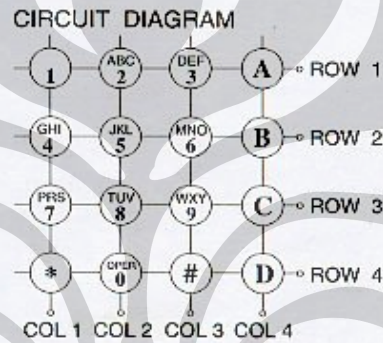 CIRCUIT DIAGRAM
1 ABC 2 DEF 3 A ROW 1
GHI 4 JKL 5 MNO 6 B ROW 2
PRS 7 TUV 8 WXY 9 C ROW 3
* OPER 0 # D ROW 4
COL 1 COL 2 COL 3 COL 4